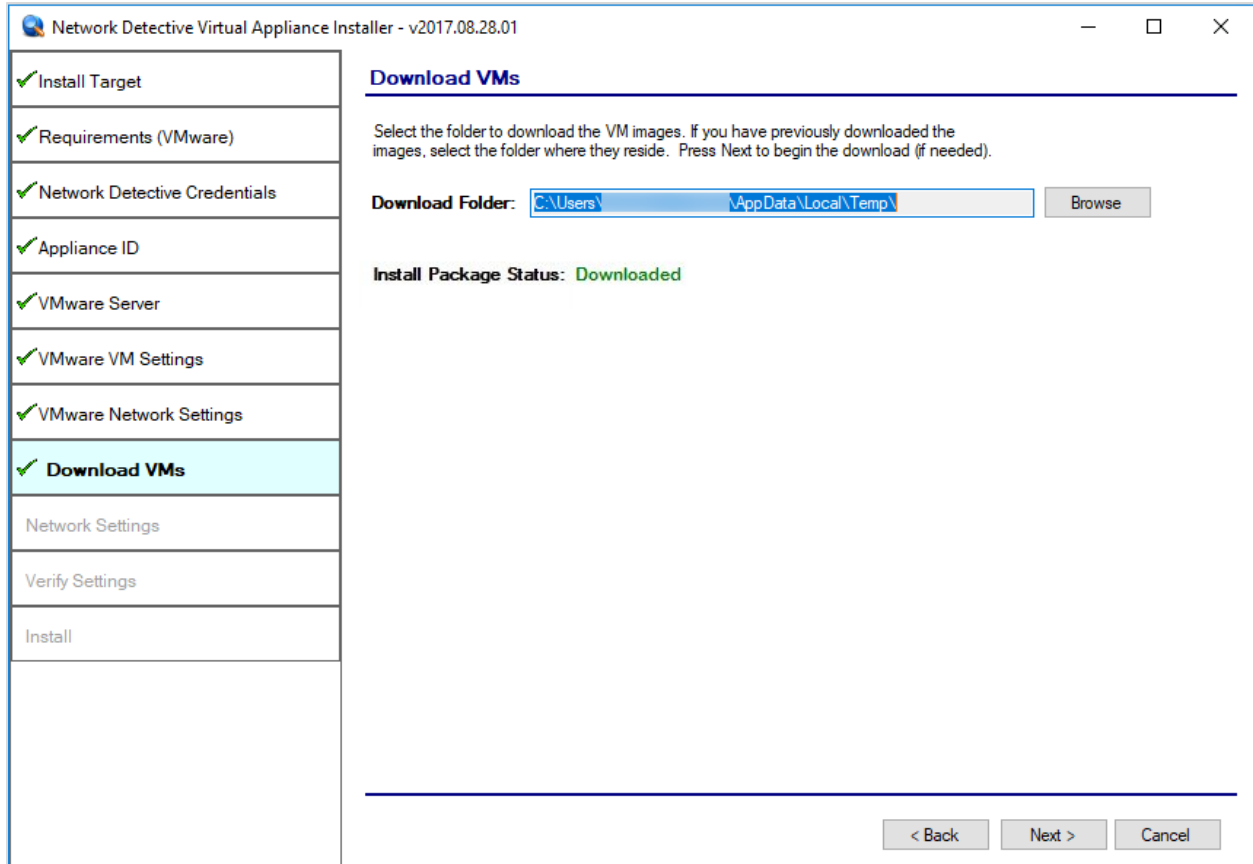 Network Detective Virtual Appliance Installer - v2017.08.28.01
Install Target
Requirements (VMware)
Network Detective Credentials
Appliance ID
VMware Server
VMware VM Settings
VMware Network Settings
Download VMs
Network Settings
Verify Settings
Install
Download VMs
Select the folder to download the VM images. If you have previously downloaded the
images, select the folder where they reside. Press Next to begin the download (if needed).
Download Folder: C:\Users\ \AppData\Local\Temp\ Browse
Install Package Status: Downloaded
< Back Next > Cancel